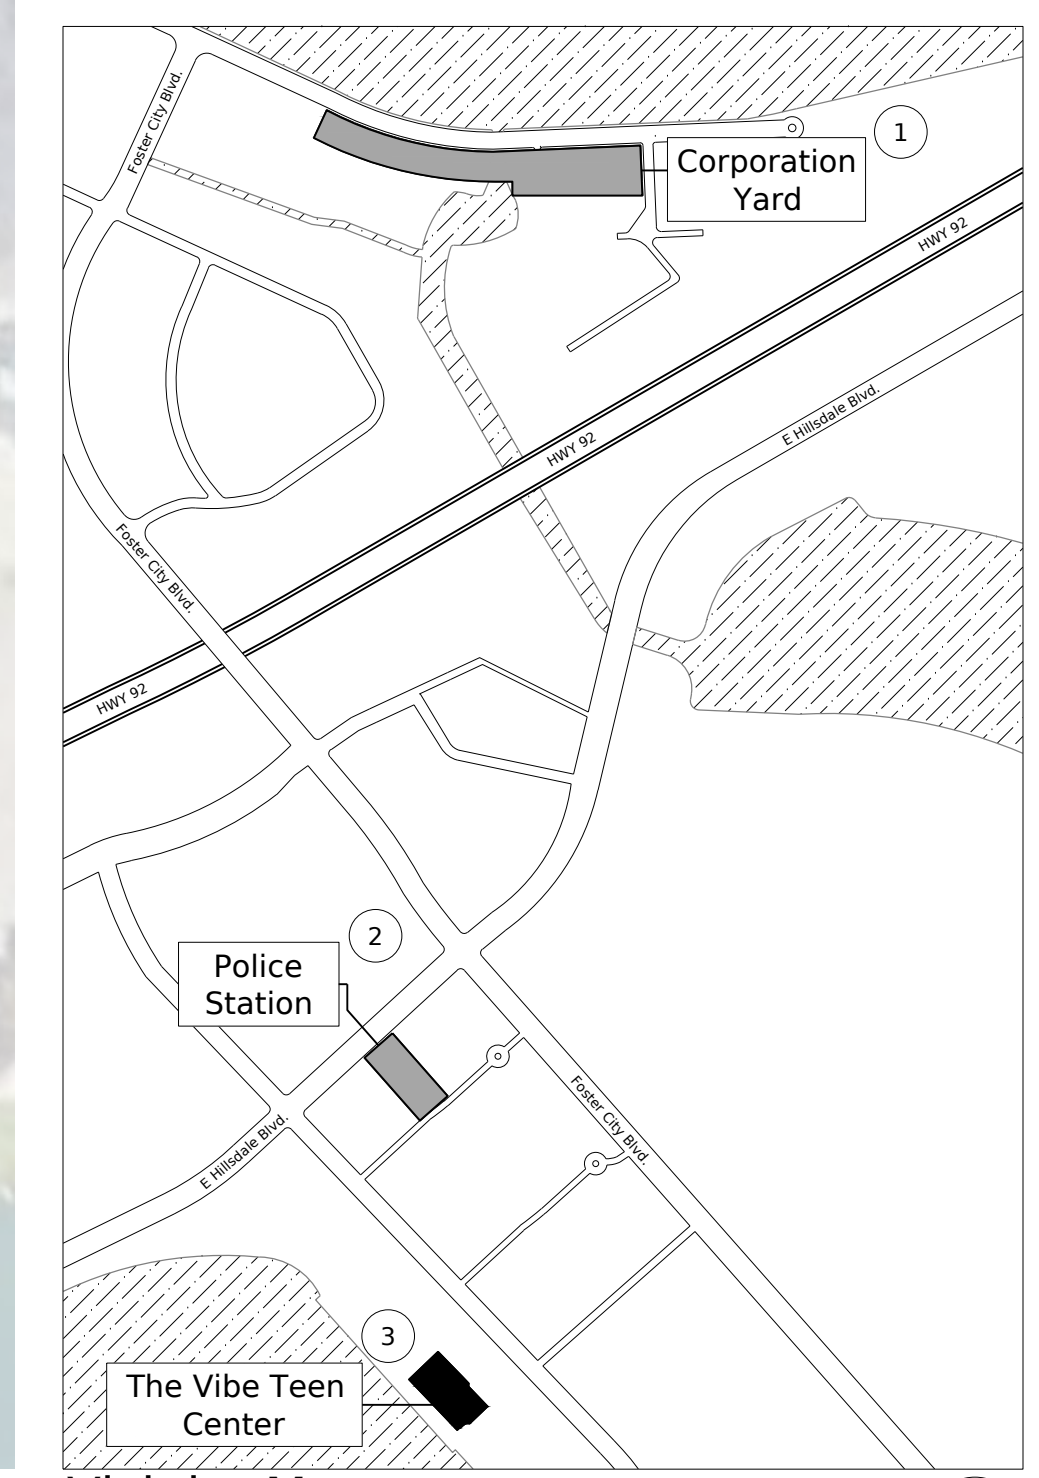 Foster City Blvd.
1
Corporation
Yard
HWY 92
E Hillsdale Blvd.
HWY 92
Foster City Blvd.
HWY 92
2
Police
Station
Foster City Blvd.
E Hillsdale Blvd.
3
The Vibe Teen
Center